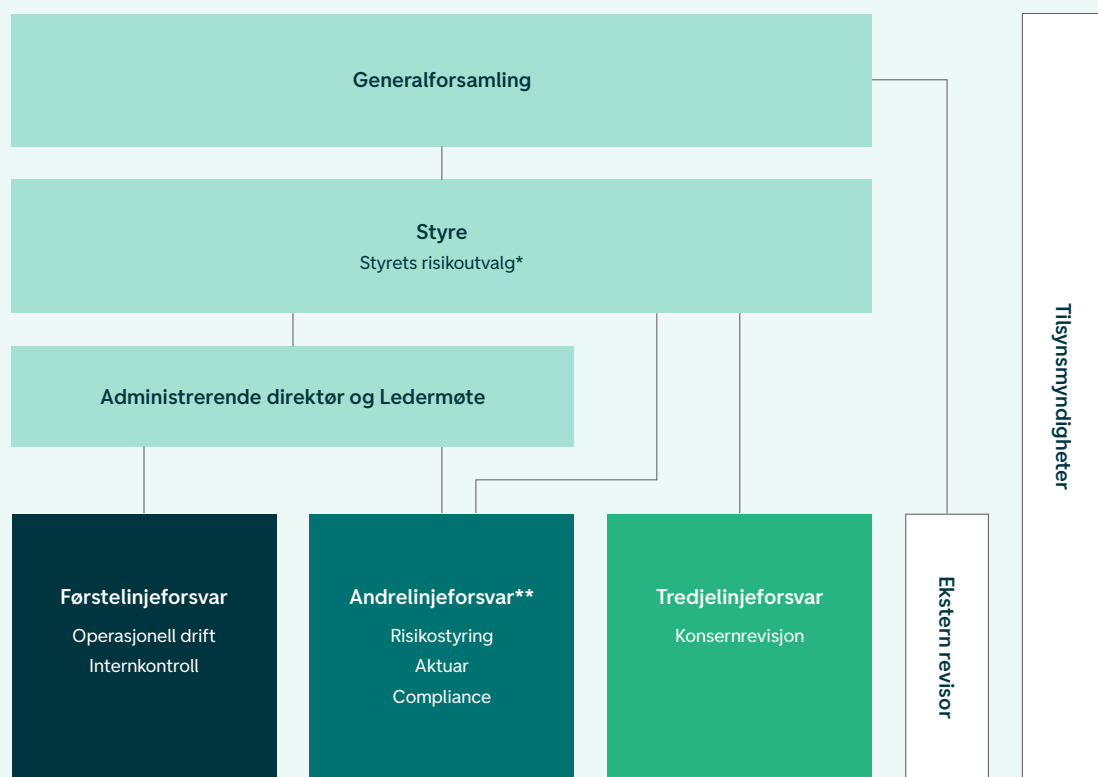 Generalforsamling
Styre
Styrets risikoutvalg*
Administrerende direktør og Ledermøte
Førstelinjeforsvar
Operasjonell drift
Internkontroll
Andrelinjeforsvar**
Risikostyring
Aktuar
Compliance
Tredjelinjeforsvar
Konsernrevisjon
Ekstern revisor
Tilsynsmyndigheter